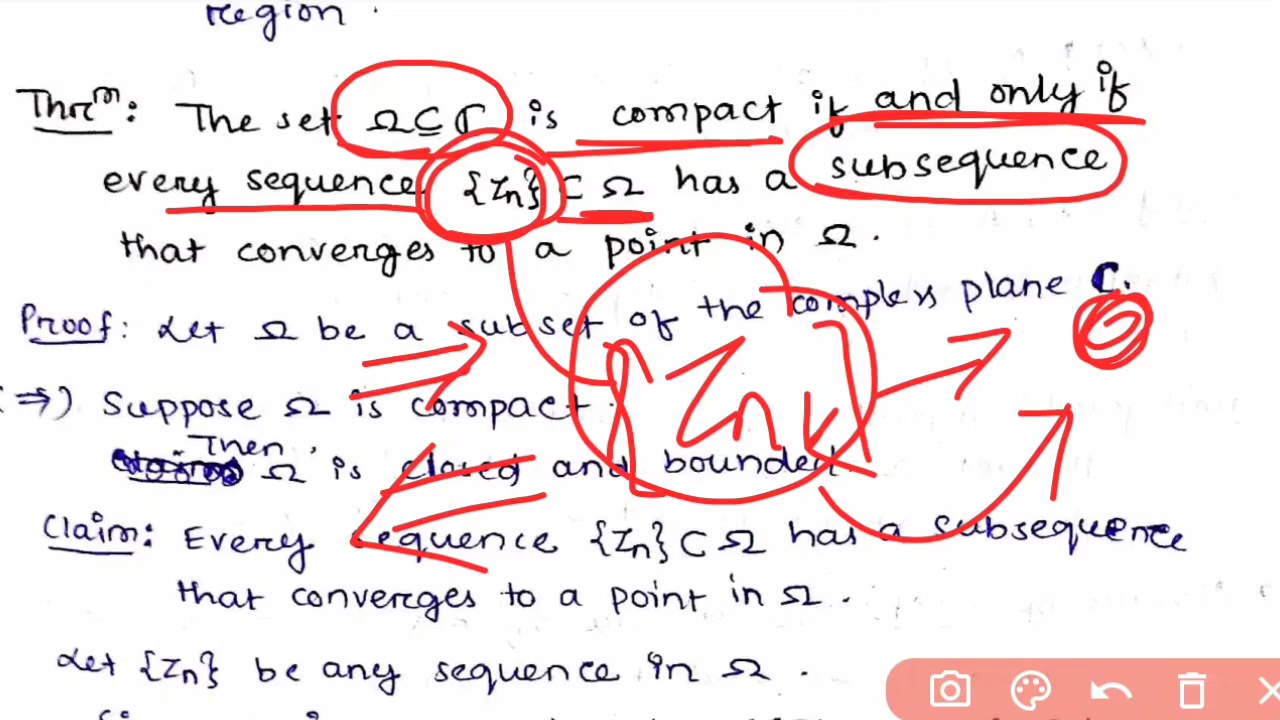 region.
Thrm: The set Ω⊆ℂ is compact if and only if
every sequence {Zn} ⊂ Ω has a subsequence
that converges to a point in Ω.
Proof: Let Ω be a subset of the complex plane ℂ.
(⇒) Suppose Ω is compact.
Then
Ω is closed and bounded.
{Znk}
Claim: Every sequence {Zn} ⊂ Ω has a subsequence
that converges to a point in Ω.
Let {Zn} be any sequence in Ω.